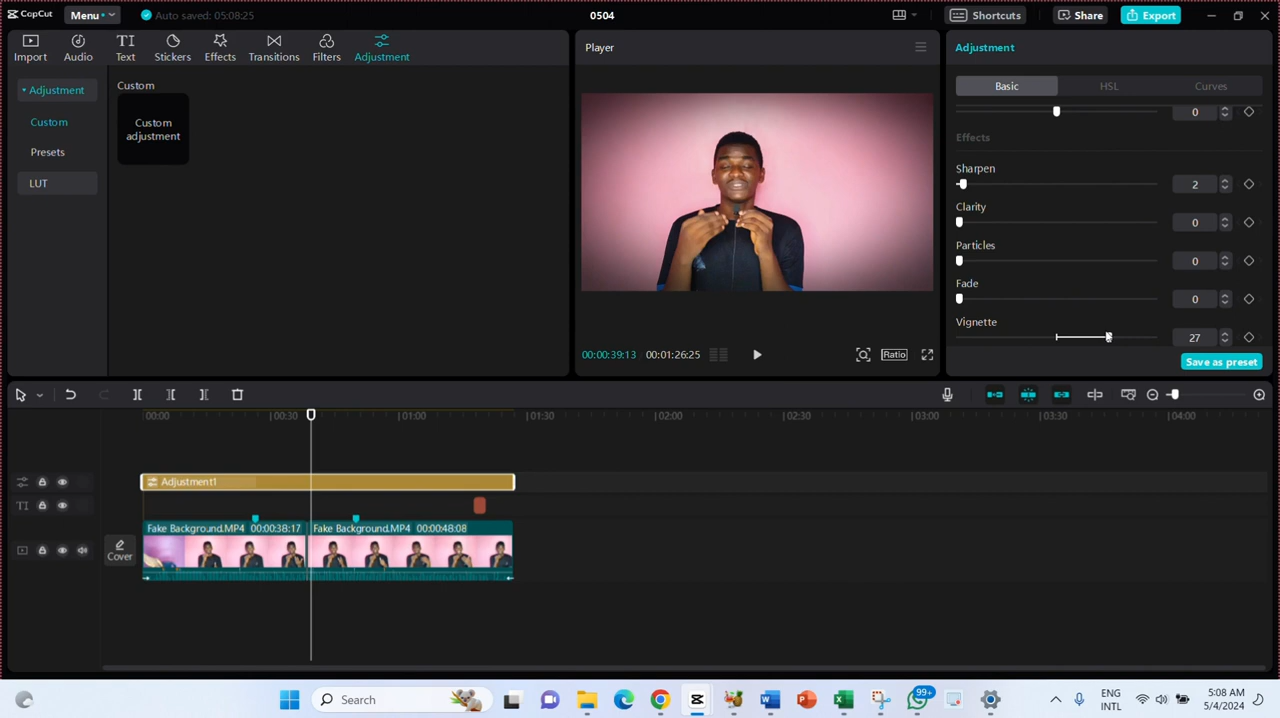 CapCut
Menu
Auto saved: 05:08:25
0504
Shortcuts
Share
Export
Import
Audio
TI
Text
Stickers
Effects
Transitions
Filters
Adjustment
Player
Adjustment
Adjustment
Custom
Presets
LUT
Custom
Custom
adjustment
Basic
HSL
Curves
0
Effects
Sharpen
2
Clarity
0
Particles
0
Fade
0
Vignette
27
00:00:39:13 / 00:01:26:25
Ratio
Save as preset
00:00
00:30
01:00
01:30
02:00
02:30
03:00
03:30
04:00
Adjustment1
TI
Fake Background.MP4 00:00:38:17
Fake Background.MP4 00:00:48:08
Cover
Search
99+
ENG
INTL
5:08 AM
5/4/2024